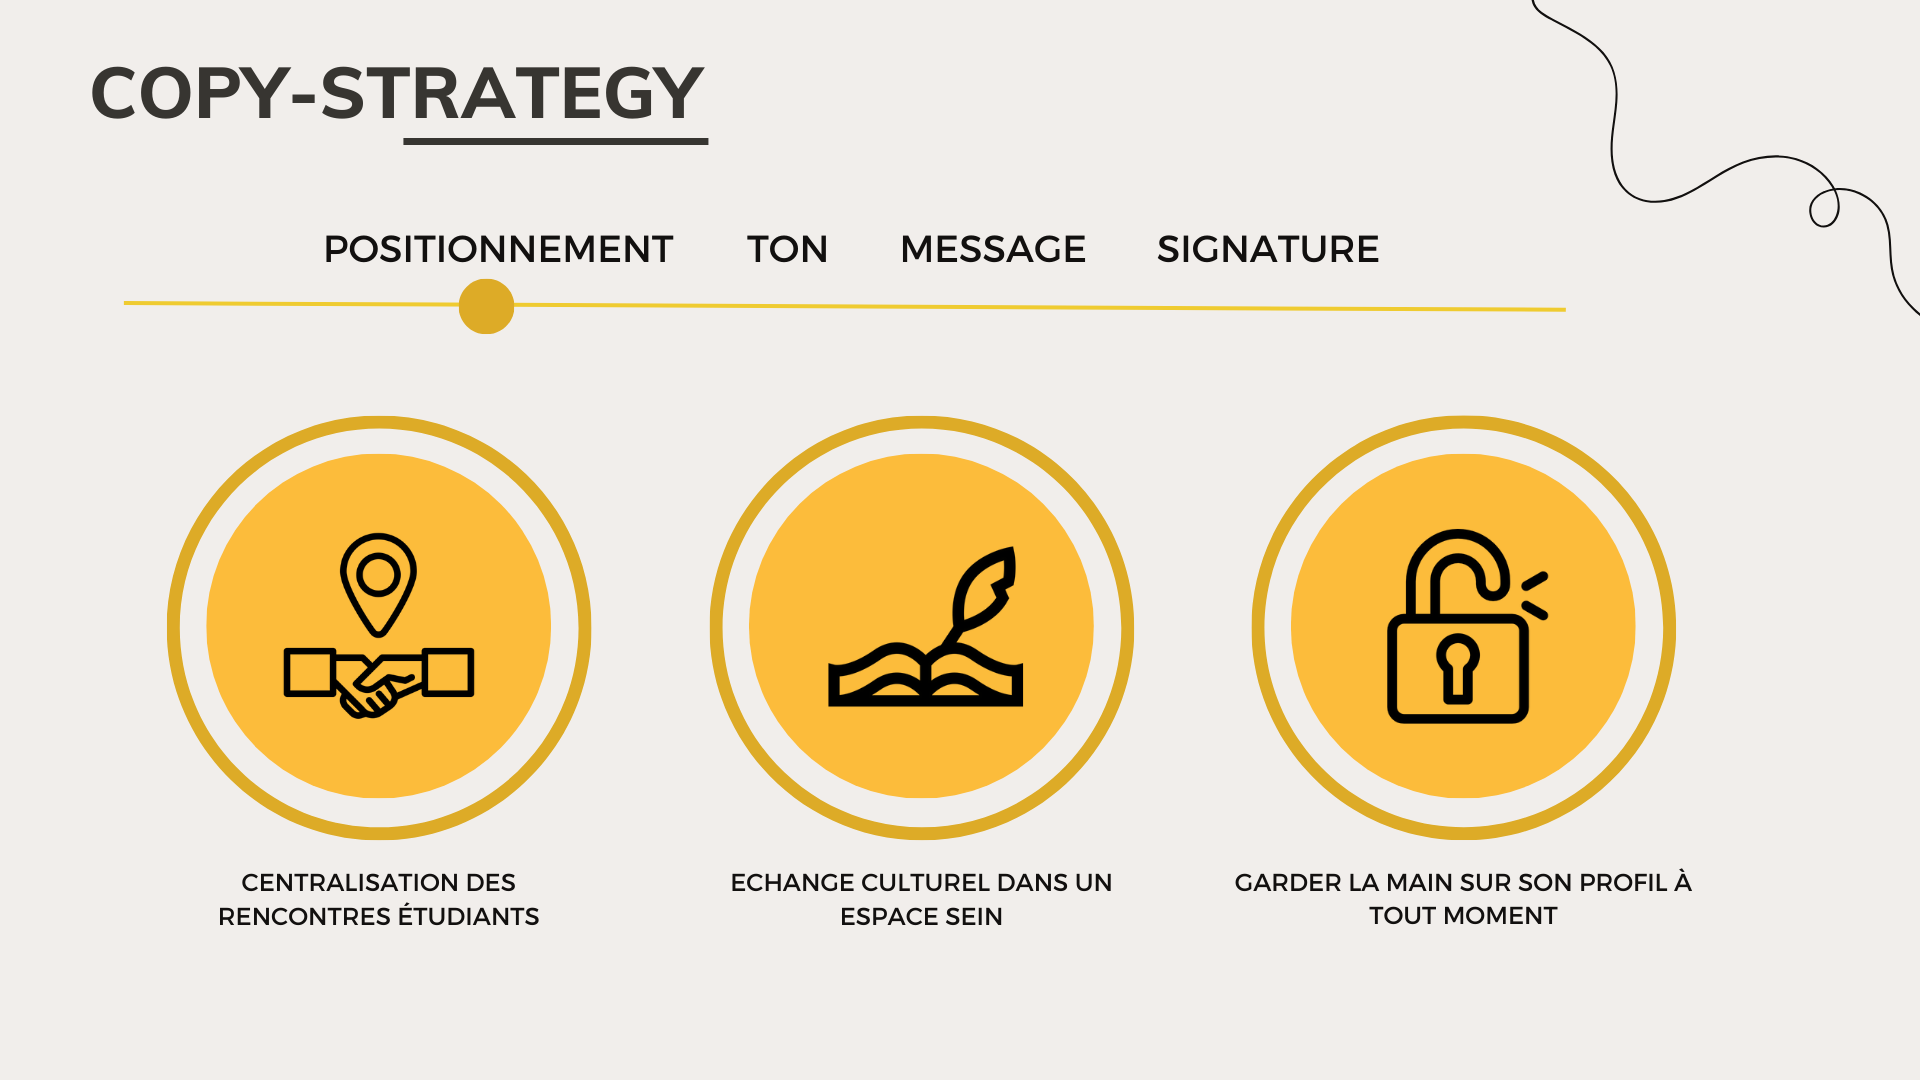 COPY-STRATEGY
POSITIONNEMENT TON MESSAGE SIGNATURE
CENTRALISATION DES
RENCONTRES ÉTUDIANTS
ECHANGE CULTUREL DANS UN
ESPACE SEIN
GARDER LA MAIN SUR SON PROFIL À
TOUT MOMENT